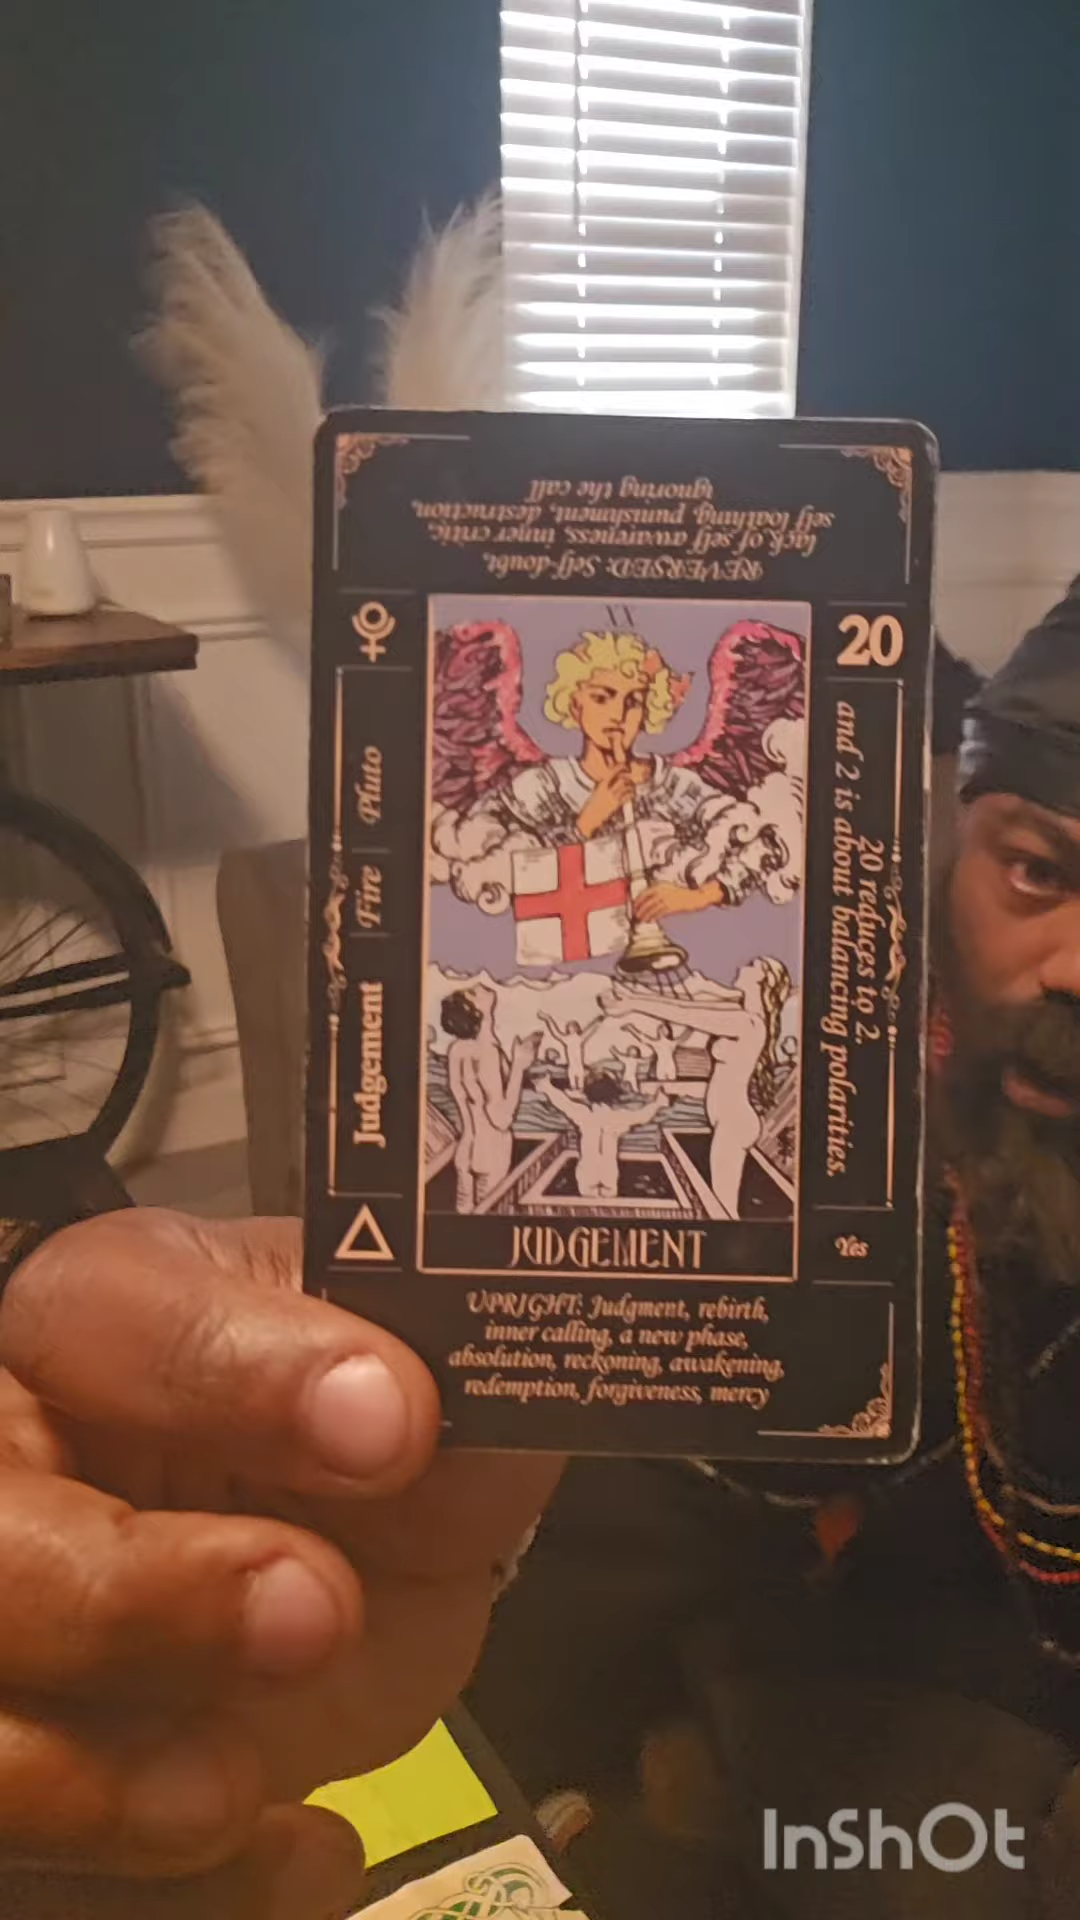 REVERSED: Self-doubt,
lack of self awareness, inner critic,
self loathing, punishment, destruction,
ignoring the call
20
XX
Judgement Fire Pluto
20 reduces to 2.
and 2 is about balancing polarities.
JUDGEMENT
Yes
UPRIGHT: Judgment, rebirth,
inner calling, a new phase,
absolution, reckoning, awakening,
redemption, forgiveness, mercy
InShOt